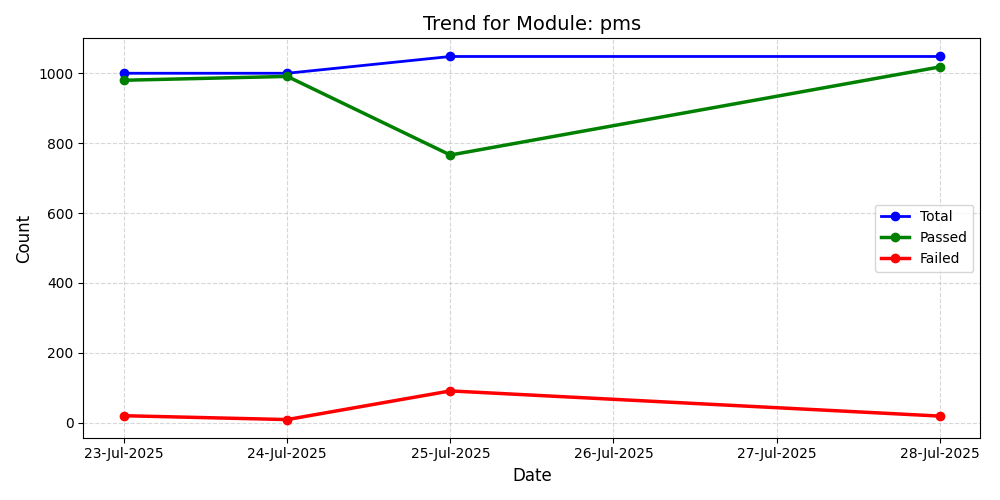 Trend for Module: pms
Count
1000
800
600
400
200
0
Total
Passed
Failed
23-Jul-2025
24-Jul-2025
25-Jul-2025
26-Jul-2025
27-Jul-2025
28-Jul-2025
Date